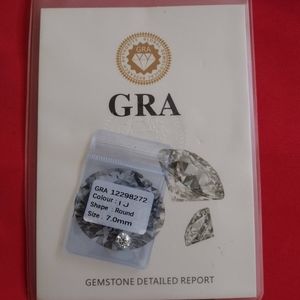 GRA
GRA
GRA 12298272
Colour : I J
Shape : Round
Size : 7.0mm
GEMSTONE DETAILED REPORT